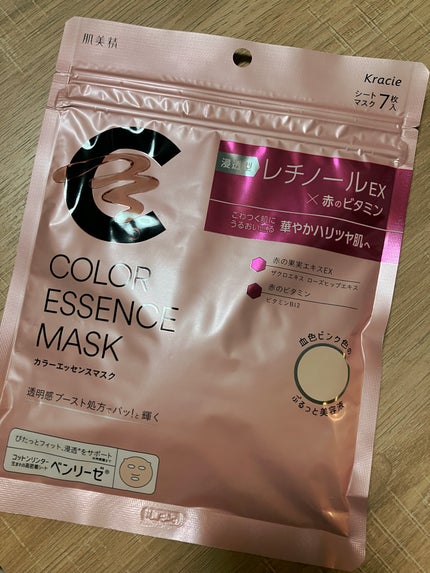 肌美精
Kracie
シート
マスク
7枚入
浸透型
レチノールEX
×赤のビタミン
ごわつく肌に
うるおい
華やかハリツヤ肌へ
赤の果実エキスEX
ザクロエキス ローズヒップエキス
赤のビタミン
ビタミンB12
C
COLOR
ESSENCE
MASK
カラーエッセンスマスク
透明感ブースト処方でパッ!と輝く
血色ピンク色の
ぷるっと美容液
ぴたっとフィット、浸透*をサポート
コットンリンター
生まれの高密着シート
ベンリーゼ®